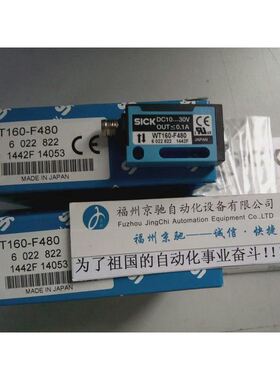 T160-F480
6 022 822
1442F 14053
MADE IN JAPAN
SICK
DC10...30V
OUT≤0.1A
WT160-F480
6 022 822 1442F
福州京驰自动化设备有限公司
Fuzhou JingChi Automation Equipment Co.,Ltd
福州京驰——诚信·快捷
为了祖国的自动化事业奋斗!
WT160-F480
6 022 822
1442F 14053
MADE IN JAPAN